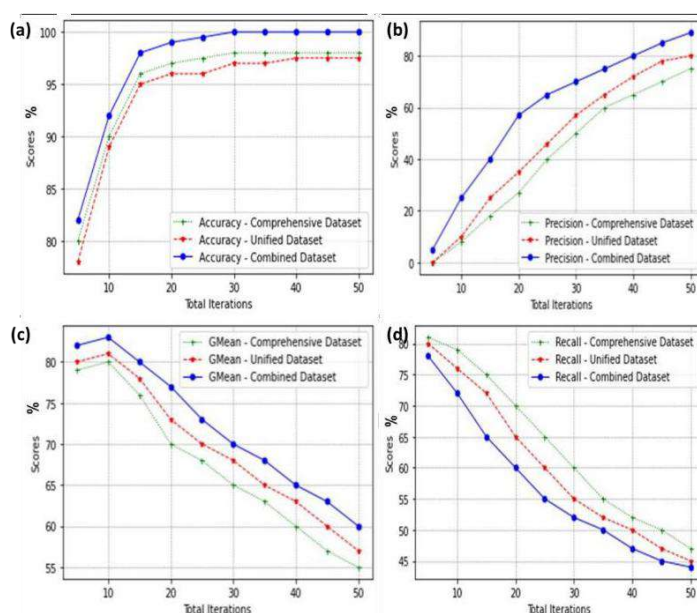 (a)
100
95
90
85
80
Scores %
Accuracy - Comprehensive Dataset
Accuracy - Unified Dataset
Accuracy - Combined Dataset
10 20 30 40 50
Total Iterions
(b)
80
60
40
20
0
Scores %
Precision - Comprehensive Dataset
Precision - Unified Dataset
Precision - Combined Dataset
10 20 30 40 50
Total Iterions
(c)
80
75
70
65
60
55
Scores %
GMean - Comprehensive Dataset
GMean - Unified Dataset
GMean - Combined Dataset
10 20 30 40 50
Total Iterions
(d)
80
75
70
65
60
55
50
45
Scores %
Recall - Comprehensive Dataset
Recall - Unified Dataset
Recall - Combined Dataset
10 20 30 40 50
Total Iterions